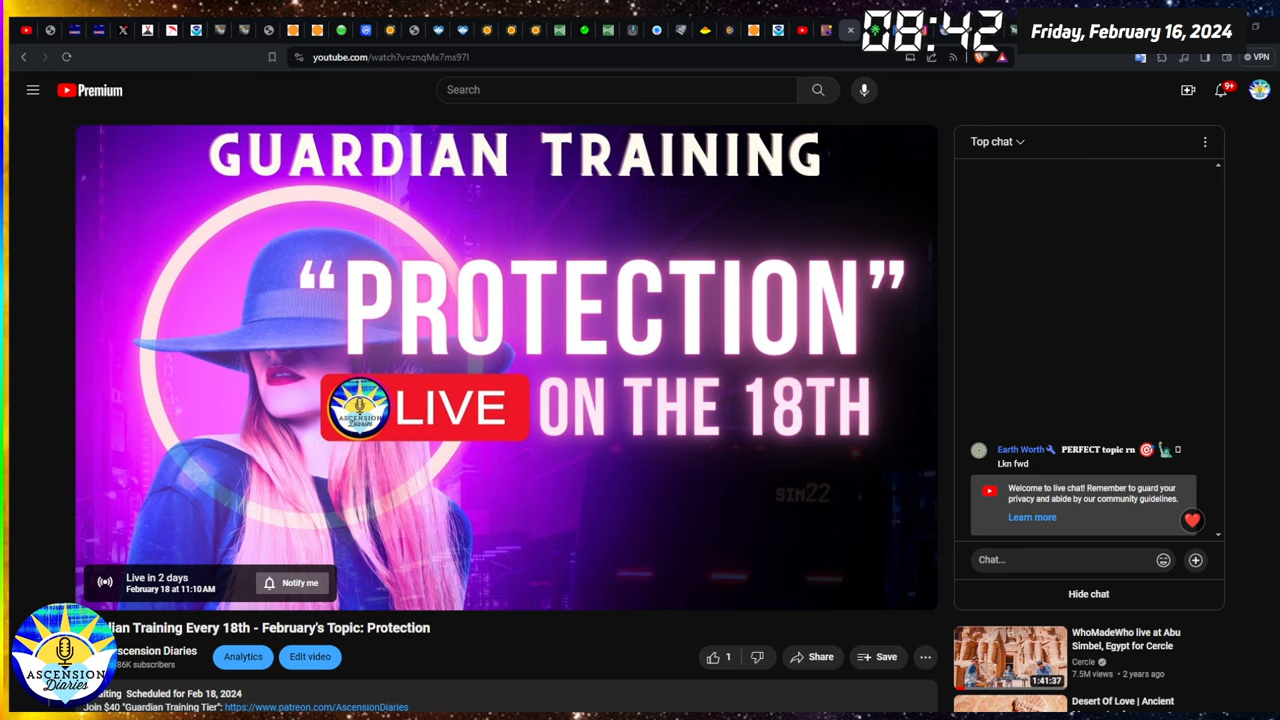 08:42
Friday, February 16, 2024
youtube.com/watch?v=znqMx7ms97I
VPN
Premium
Search
9+
GUARDIAN TRAINING
“PROTECTION”
ASCENSION
Diaries
LIVE ON THE 18TH
SIM22
Live in 2 days
February 18 at 11:10 AM
Notify me
Top chat
Earth Worth PERFECT topic rn
Lkn fwd
Welcome to live chat! Remember to guard your
privacy and abide by our community guidelines.
Learn more
Chat...
Hide chat
ian Training Every 18th - February's Topic: Protection
scension Diaries
86K subscribers
Analytics
Edit video
1
Share
Save
iting Scheduled for Feb 18, 2024
Join $40 "Guardian Training Tier": https://www.patreon.com/AscensionDiaries
ASCENSION
Diaries
WhoMadeWho live at Abu
Simbel, Egypt for Cercle
Cercle
7.5M views • 2 years ago
1:41:37
Desert Of Love | Ancient